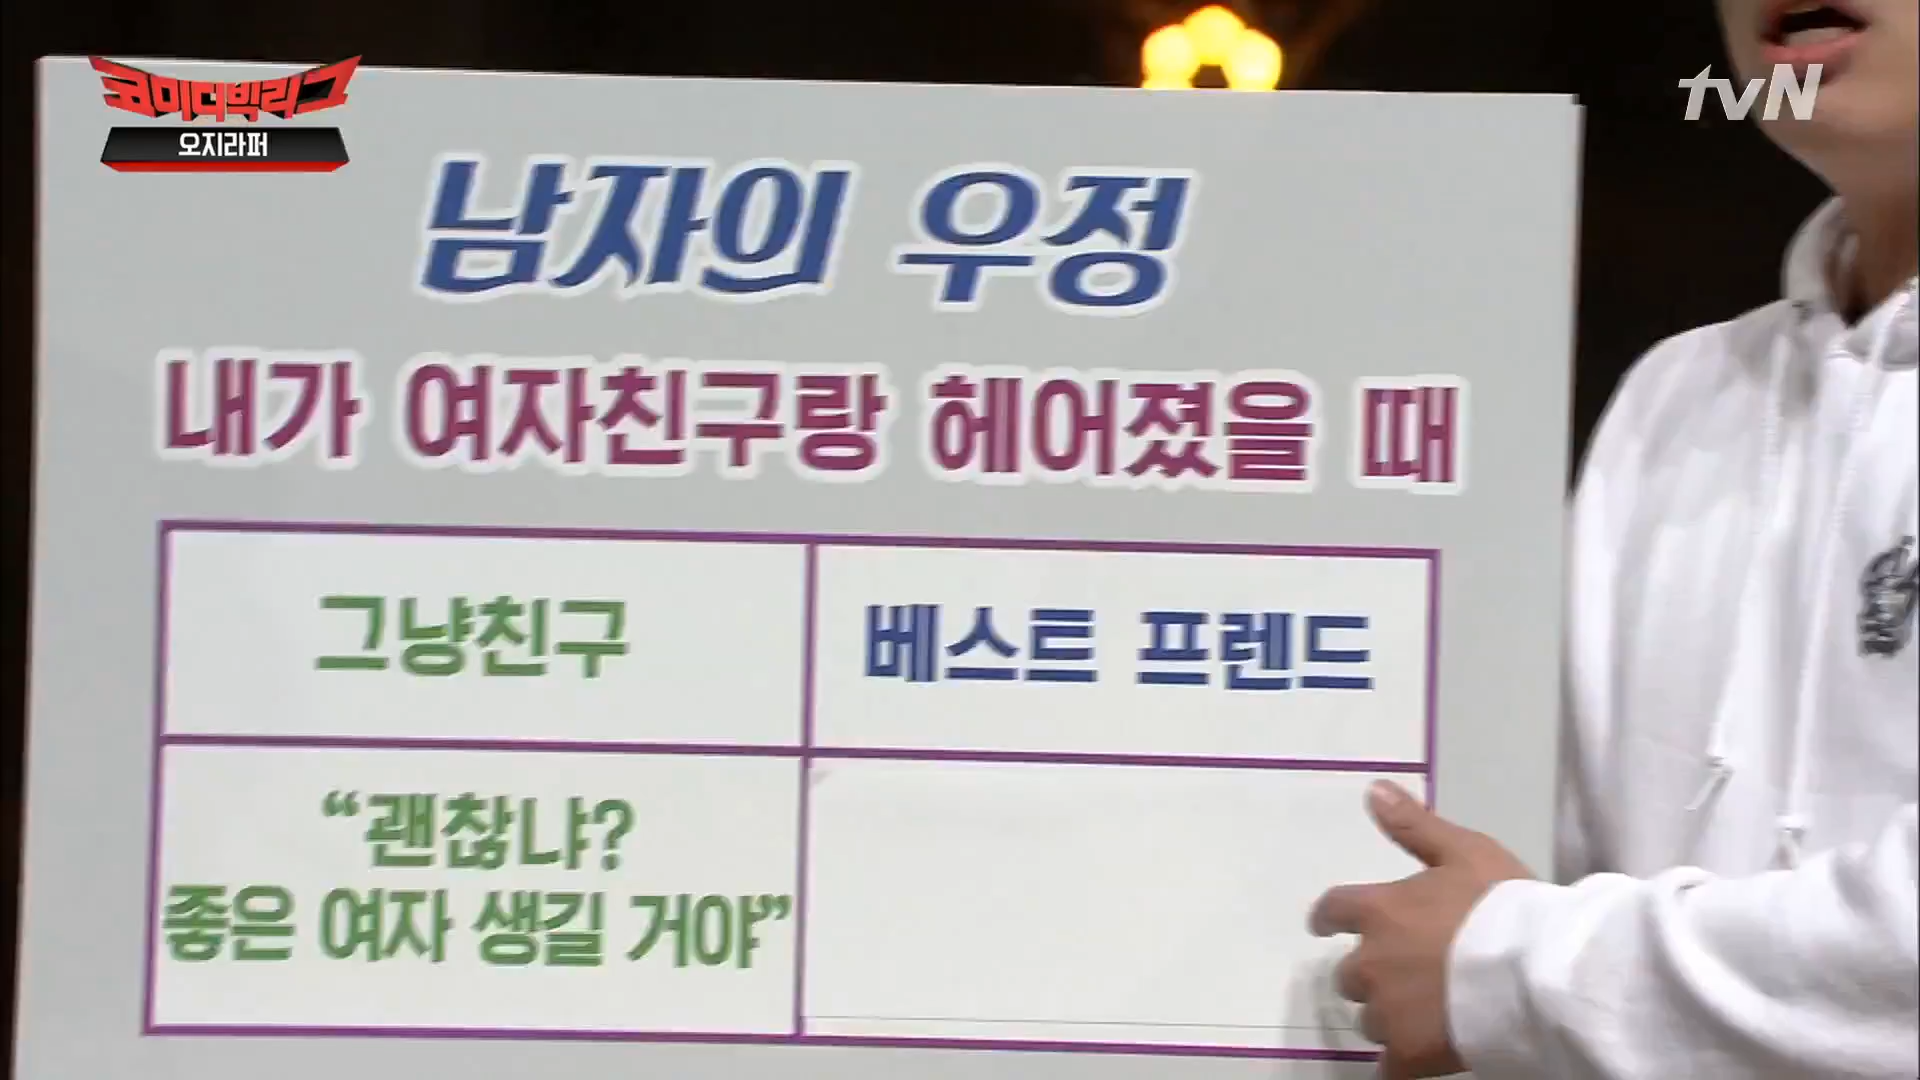 코미디빅리그
오지라퍼
tvN
남자의 우정
내가 여자친구랑 헤어졌을 때
그냥친구
베스트 프렌드
“괜찮냐?
좋은 여자 생길 거야”